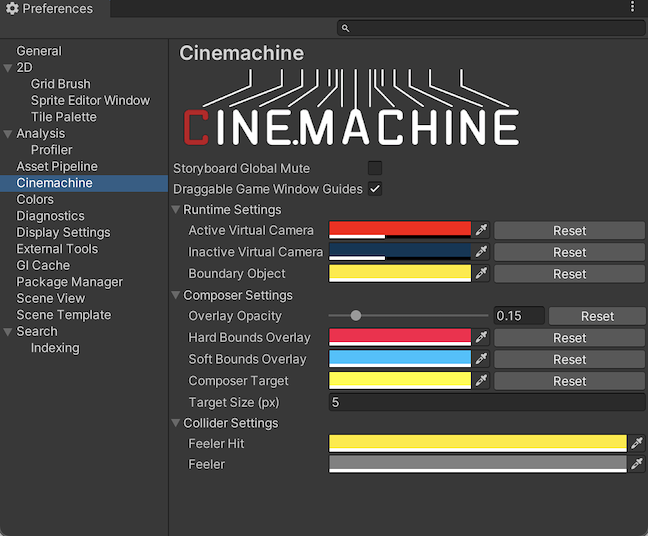 Preferences
General
2D
Grid Brush
Sprite Editor Window
Tile Palette
Analysis
Profiler
Asset Pipeline
Cinemachine
Colors
Diagnostics
Display Settings
External Tools
GI Cache
Package Manager
Scene View
Scene Template
Search
Indexing
Cinemachine
CINEMACHINE
Storyboard Global Mute
Draggable Game Window Guides
Runtime Settings
Active Virtual Camera Reset
Inactive Virtual Camera Reset
Boundary Object Reset
Composer Settings
Overlay Opacity 0.15 Reset
Hard Bounds Overlay Reset
Soft Bounds Overlay Reset
Composer Target Reset
Target Size (px) 5
Collider Settings
Feeler Hit
Feeler